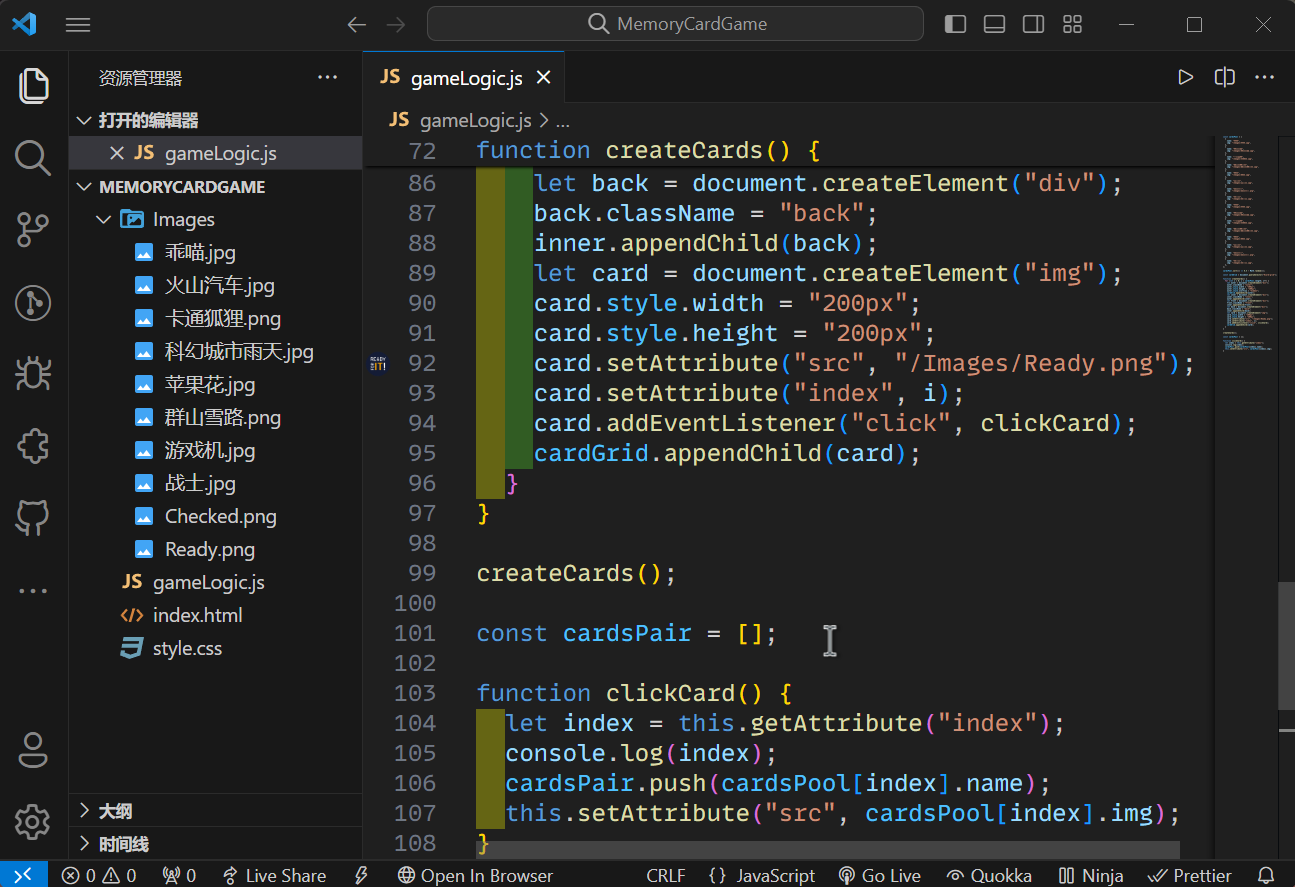 MemoryCardGame
资源管理器
打开的编辑器
JS gameLogic.js
MEMORYCARDGAME
Images
乖喵.jpg
火山汽车.jpg
卡通狐狸.png
科幻城市雨天.jpg
苹果花.jpg
群山雪路.png
游戏机.jpg
战士.jpg
Checked.png
Ready.png
JS gameLogic.js
index.html
style.css
大纲
时间线
JS gameLogic.js
JS gameLogic.js > ...
72 function createCards() {
86 let back = document.createElement("div");
87 back.className = "back";
88 inner.appendChild(back);
89 let card = document.createElement("img");
90 card.style.width = "200px";
91 card.style.height = "200px";
92 card.setAttribute("src", "/Images/Ready.png");
93 card.setAttribute("index", i);
94 card.addEventListener("click", clickCard);
95 cardGrid.appendChild(card);
96 }
97 }
98
99 createCards();
100
101 const cardsPair = [];
102
103 function clickCard() {
104 let index = this.getAttribute("index");
105 console.log(index);
106 cardsPair.push(cardsPool[index].name);
107 this.setAttribute("src", cardsPool[index].img);
108 }
0 0 0 Live Share Open In Browser CRLF {} JavaScript Go Live Quokka Ninja Prettier